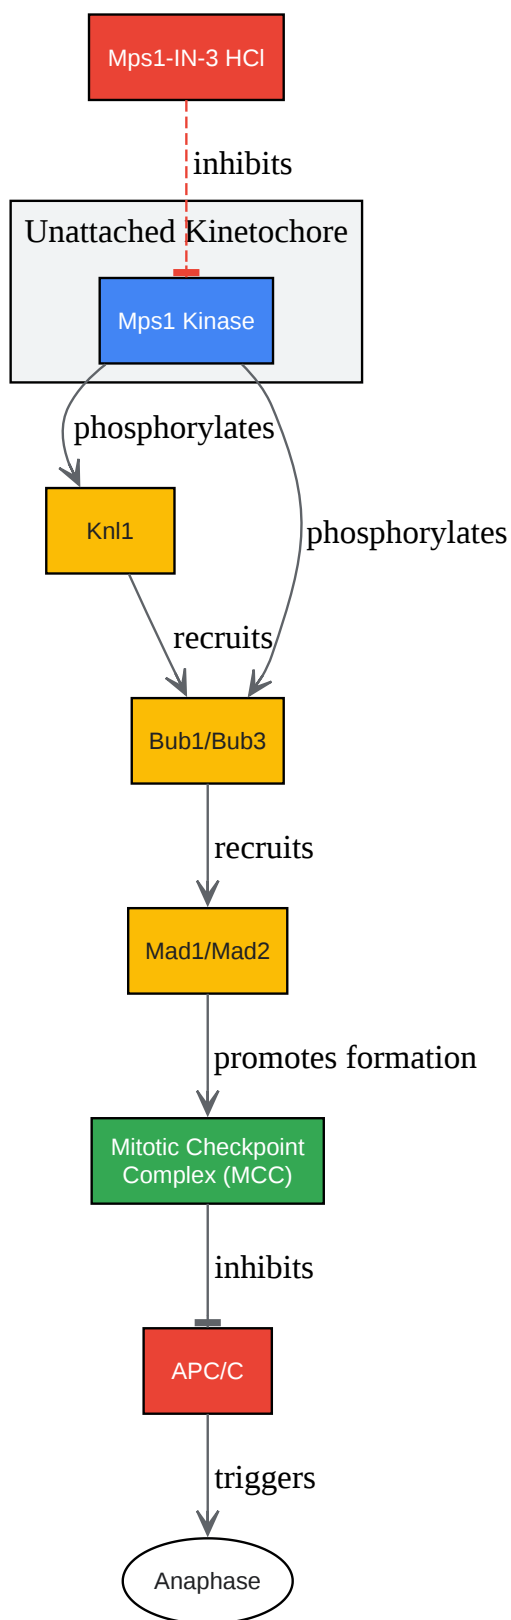 Mps1-IN-3 HCl
inhibits
Unattached Kinetochore
Mps1 Kinase
phosphorylates
Knl1
phosphorylates
recruits
Bub1/Bub3
recruits
Mad1/Mad2
promotes formation
Mitotic Checkpoint
Complex (MCC)
inhibits
APC/C
triggers
Anaphase